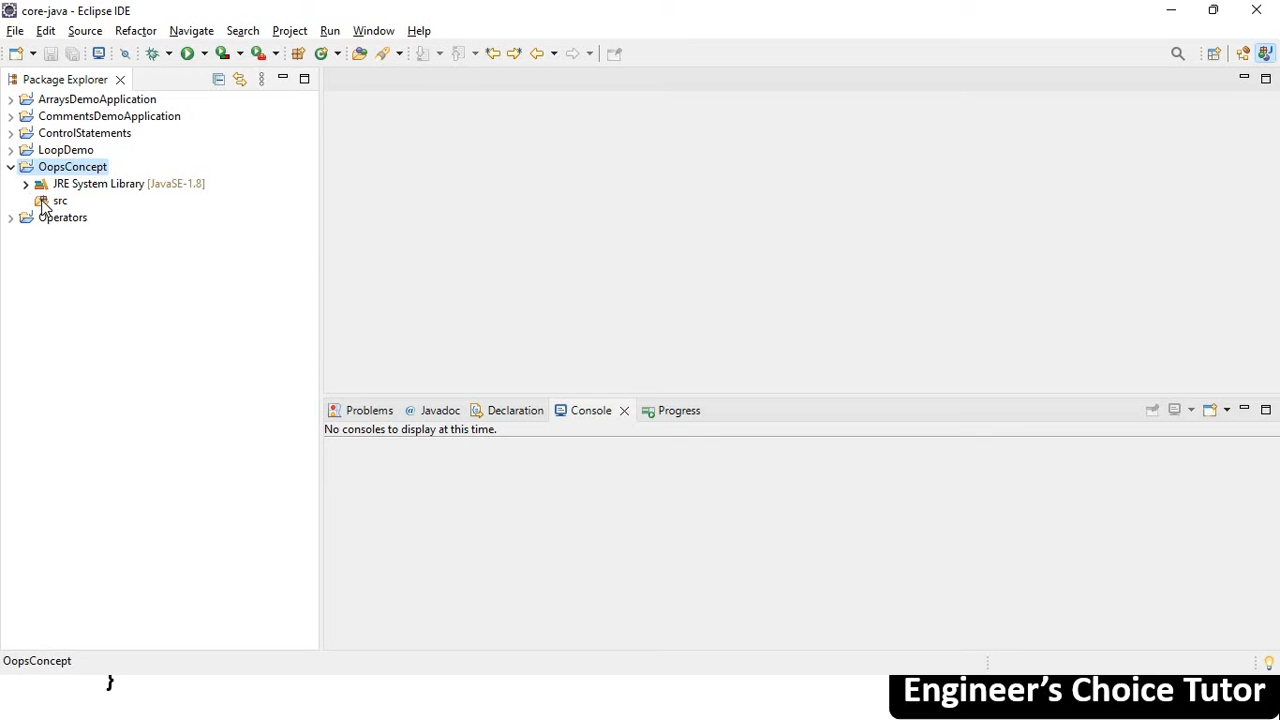 core-java - Eclipse IDE
File Edit Source Refactor Navigate Search Project Run Window Help
Package Explorer
ArraysDemoApplication
CommentsDemoApplication
ControlStatements
LoopDemo
OopsConcept
JRE System Library [JavaSE-1.8]
src
Operators
Problems @ Javadoc Declaration Console Progress
No consoles to display at this time.
OopsConcept
}
Engineer's Choice Tutor